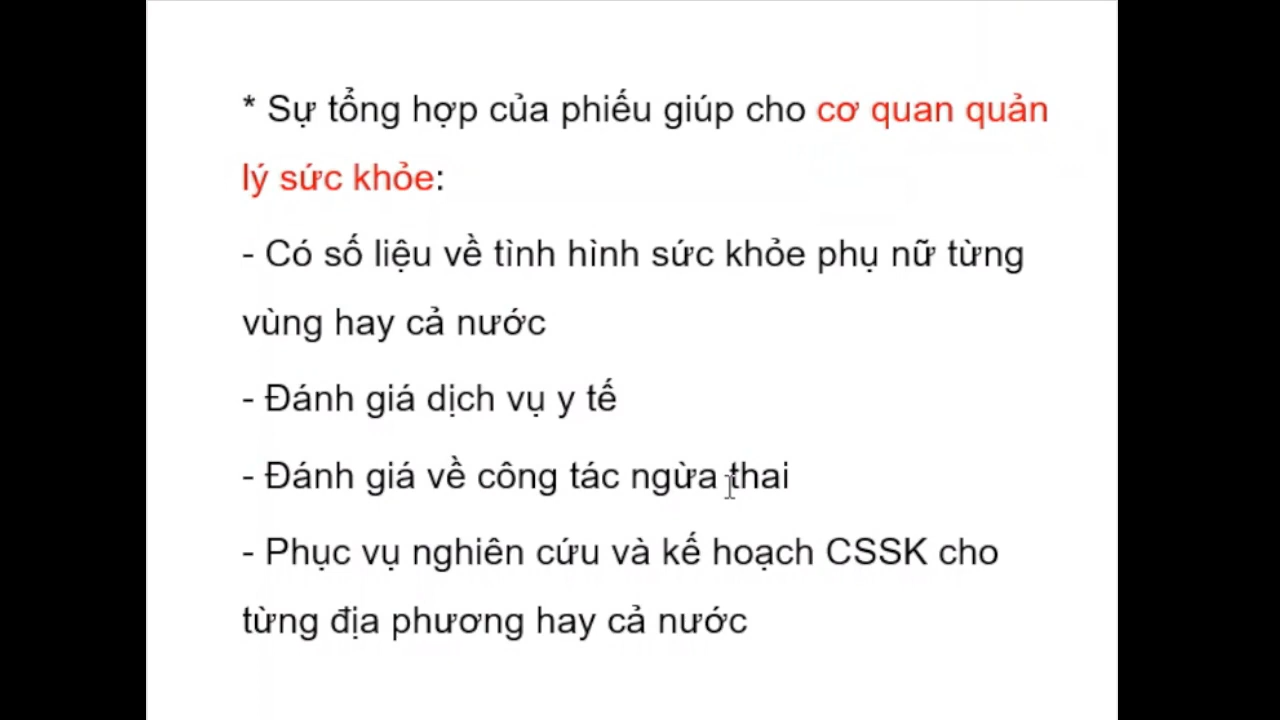 * Sự tổng hợp của phiếu giúp cho cơ quan quản
lý sức khỏe:
- Có số liệu về tình hình sức khỏe phụ nữ từng
vùng hay cả nước
- Đánh giá dịch vụ y tế
- Đánh giá về công tác ngừa thai
- Phục vụ nghiên cứu và kế hoạch CSSK cho
từng địa phương hay cả nước